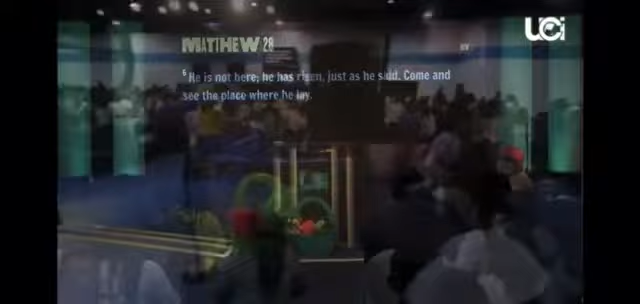 UCi
MATTHEW 28
6 He is not here; he has risen, just as he said. Come and
see the place where he lay.